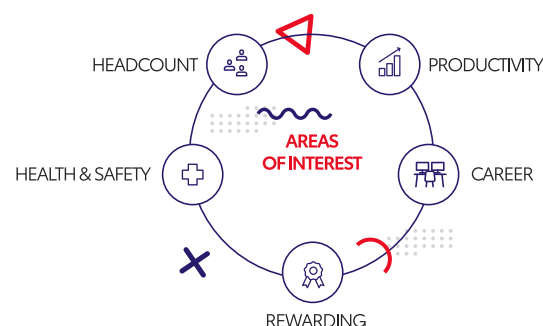 HEADCOUNT
PRODUCTIVITY
AREAS
OF INTEREST
HEALTH & SAFETY
CAREER
REWARDING